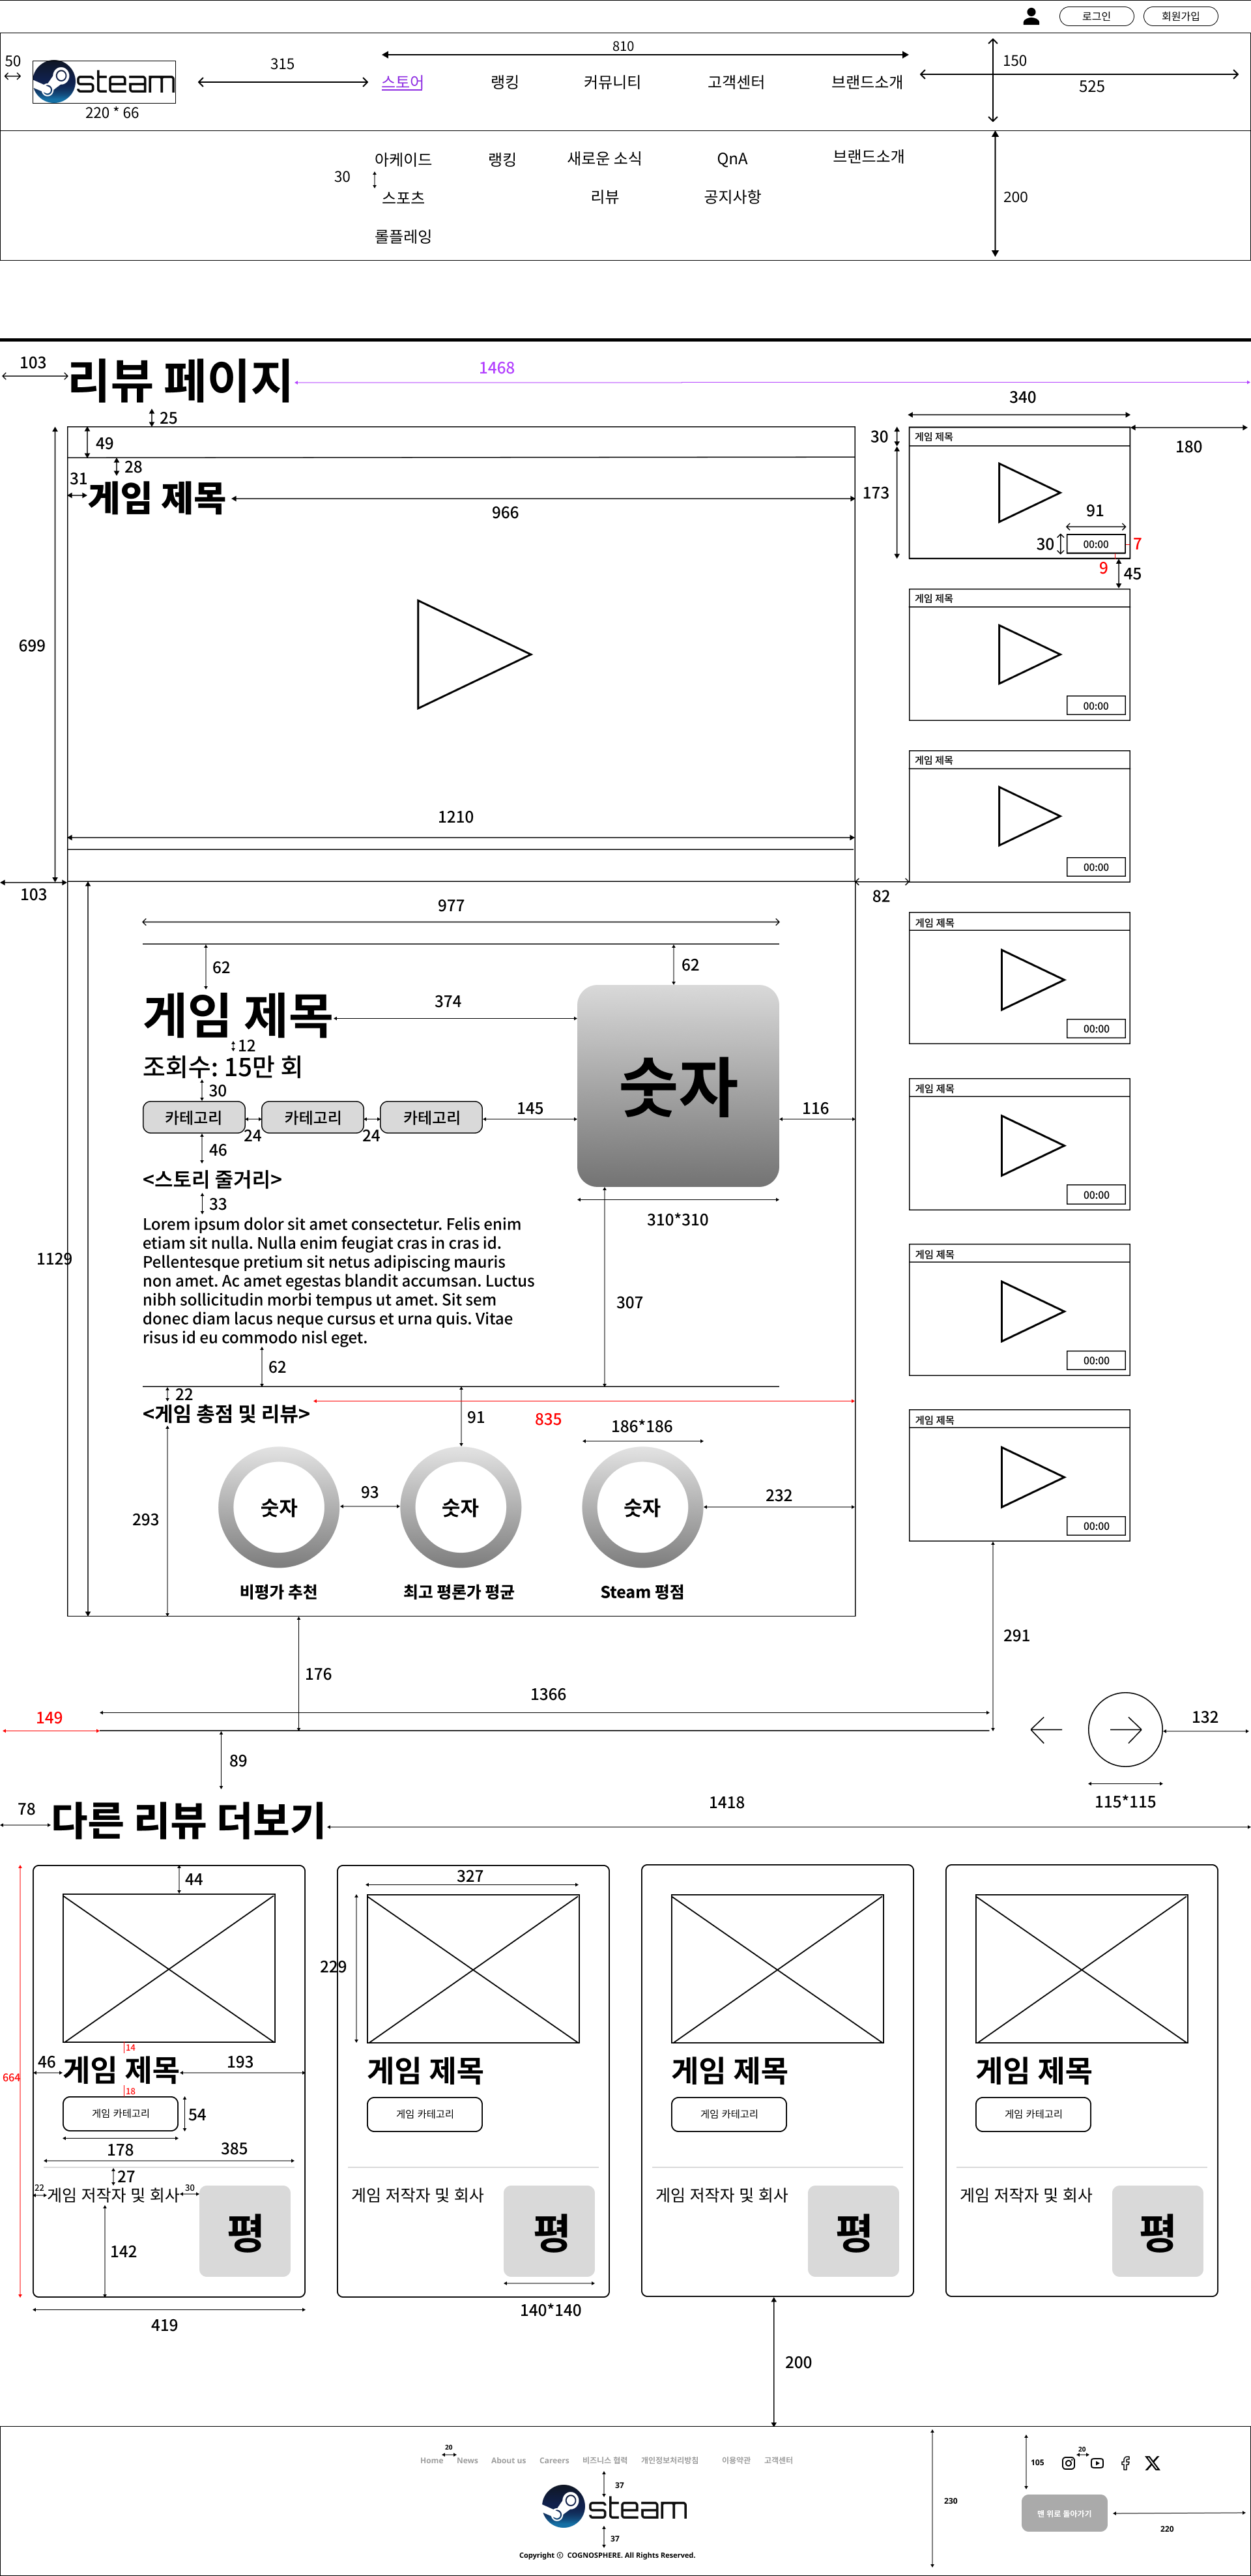 로그인 회원가입
50 315 810 150
steam 스토어 랭킹 커뮤니티 고객센터 브랜드소개 525
220 * 66
아케이드 랭킹 새로운 소식 QnA 브랜드소개
30
스포츠 리뷰 공지사항 200
롤플레잉
103 리뷰 페이지 1468
340
25
49 30 게임 제목 180
28
31 게임 제목 966 173
91
30 00:00 7
9 45
게임 제목
699
00:00
게임 제목
1210
00:00
103 82
977
게임 제목
62 62
게임 제목 374
12
조회수: 15만 회 00:00
30
숫자
카테고리 카테고리 카테고리 145 116
24 24
게임 제목
46
<스토리 줄거리>
33 00:00
310*310
Lorem ipsum dolor sit amet consectetur. Felis enim
etiam sit nulla. Nulla enim feugiat cras in cras id.
Pellentesque pretium sit netus adipiscing mauris
non amet. Ac amet egestas blandit accumsan. Luctus
nibh sollicitudin morbi tempus ut amet. Sit sem
donec diam lacus neque cursus et urna quis. Vitae
risus id eu commodo nisl eget.
1129 307
게임 제목
00:00
62
22
<게임 총점 및 리뷰> 91 835 186*186
게임 제목
293 숫자 93 숫자 숫자 232
00:00
비평가 추천 최고 평론가 평균 Steam 평점
291
176
1366
149 132
89
78 다른 리뷰 더보기 1418 115*115
44 327
229
14
664 46 게임 제목 193 게임 제목 게임 제목 게임 제목
18
게임 카테고리 54 게임 카테고리 게임 카테고리 게임 카테고리
178 385
27
22 게임 저작자 및 회사 30 게임 저작자 및 회사 게임 저작자 및 회사 게임 저작자 및 회사
평 평 평 평
142
140*140
419
200
20
Home News About us Careers 비즈니스 협력 개인정보처리방침 이용약관 고객센터
105 20
37
steam 230 맨 위로 돌아가기
220
37
Copyright ⓒ COGNOSPHERE. All Rights Reserved.